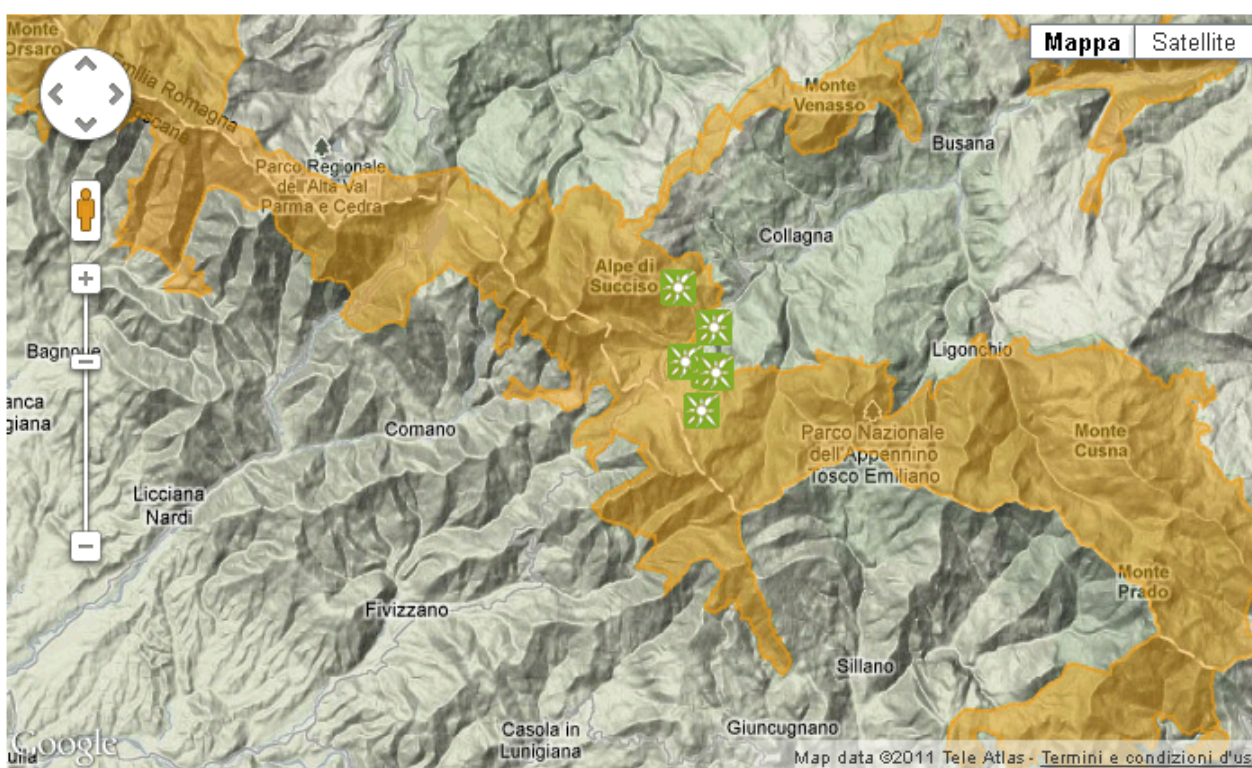 Monte
Orsaro
Mappa
Satellite
Emilia Romagna
Toscane
Monte
Venasso
Busana
Parco Regionale
dell'Alta Val
Parma e Cedra
Collagna
Alpe di
Succiso
Bagnone
Ligonchio
anca
giana
Comano
Parco Nazionale
dell'Appennino
Tosco Emiliano
Monte
Cusna
Licciana
Nardi
Monte
Prado
Fivizzano
Sillano
Casola in
Lunigiana
Giuncugnano
Google
ulla
Map data ©2011 Tele Atlas - Termini e condizioni d'us